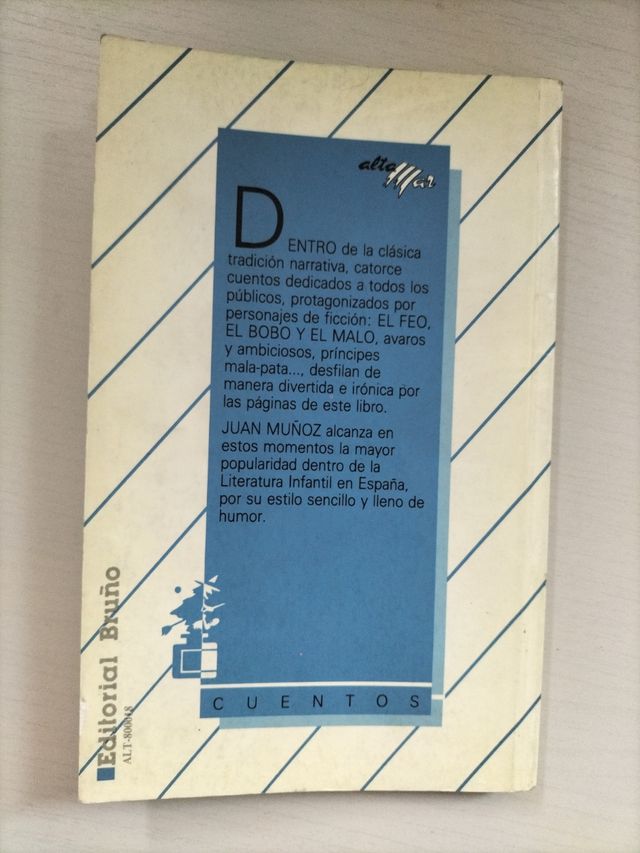 alta Mar
DENTRO de la clásica
tradición narrativa, catorce
cuentos dedicados a todos los
públicos, protagonizados por
personajes de ficción: EL FEO,
EL BOBO Y EL MALO, avaros
y ambiciosos, príncipes
mala-pata..., desfilan de
manera divertida e irónica por
las páginas de este libro.
JUAN MUÑOZ alcanza en
estos momentos la mayor
popularidad dentro de la
Literatura Infantil en España,
por su estilo sencillo y lleno de
humor.
CUENTOS
Editorial Bruño
ALT-800018